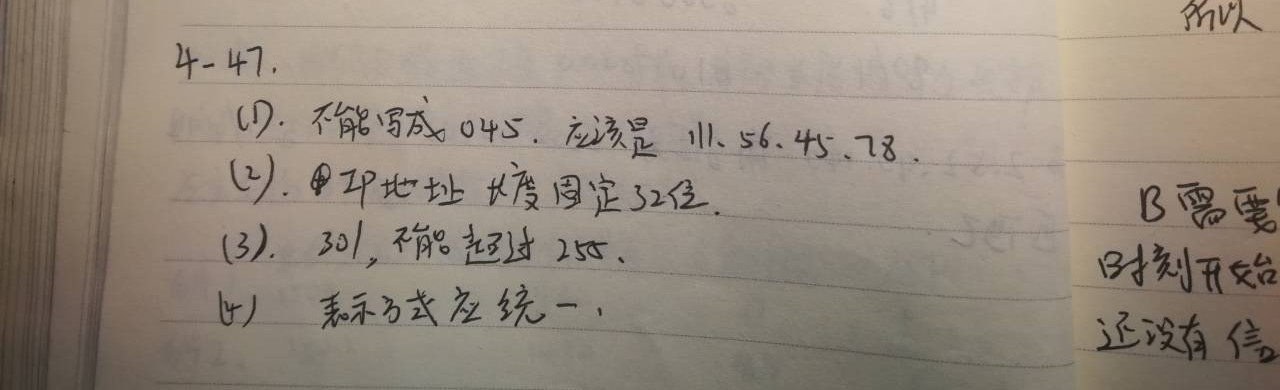 4-47.
(1). 不能写成 045. 应该是 111.56.45.78.
(2). IP地址 长度固定32位.
(3). 301, 不能超过 255.
(4) 表示方式应统一.
所以
B需要
时刻开始
还没有信